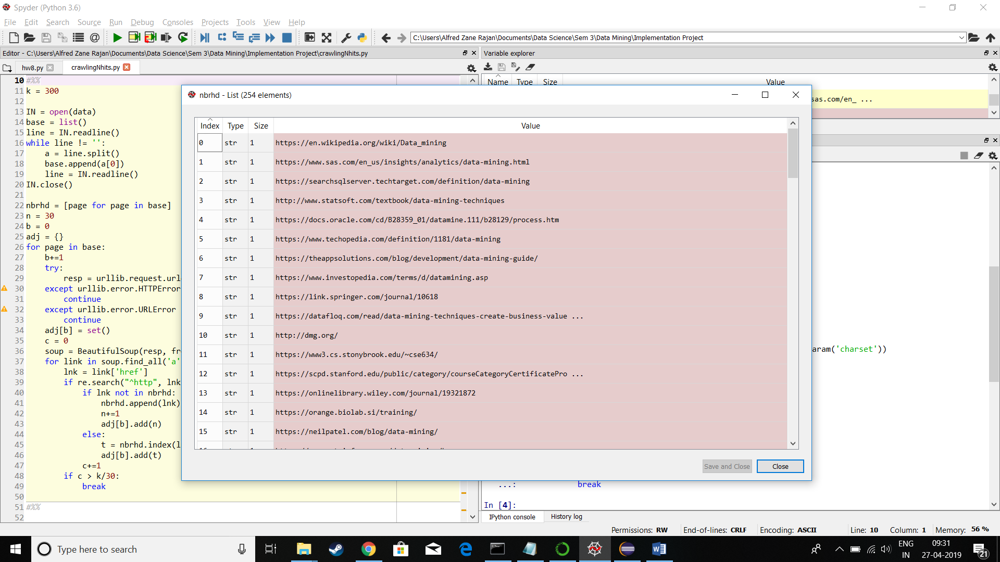 Spyder (Python 3.6)
File Edit Search Source Run Debug Consoles Projects Tools View Help
C:\Users\Alfred Zane Rajan\Documents\Data Science\Sem 3\Data Mining\Implementation Project
Editor - C:\Users\Alfred Zane Rajan\Documents\Data Science\Sem 3\Data Mining\Implementation Project\crawlingNhits.py
hw8.py crawlingNhits.py
10 #%%
11 k = 300
12
13 IN = open(data)
14 base = list()
15 line = IN.readline()
16 while line != '':
17     a = line.split()
18     base.append(a[0])
19     line = IN.readline()
20 IN.close()
21
22 nbrhd = [page for page in base]
23 n = 30
24 b = 0
25 adj = {}
26 for page in base:
27     b+=1
28     try:
29         resp = urllib.request.url
30     except urllib.error.HTTPError
31         continue
32     except urllib.error.URLError
33         continue
34     adj[b] = set()
35     c = 0
36     soup = BeautifulSoup(resp, fr
37     for link in soup.find_all('a'
38         lnk = link['href']
39         if re.search("^http", lnk
40             if lnk not in nbrhd:
41                 nbrhd.append(lnk)
42                 n+=1
43                 adj[b].add(n)
44             else:
45                 t = nbrhd.index(l
46                 adj[b].add(t)
47             c+=1
48         if c > k/30:
49             break
50
51 #%%
52
Variable explorer
Name Type Size Value
sas.com/en_ ...
nbrhd - List (254 elements)
Index Type Size Value
0 str 1 https://en.wikipedia.org/wiki/Data_mining
1 str 1 https://www.sas.com/en_us/insights/analytics/data-mining.html
2 str 1 https://searchsqlserver.techtarget.com/definition/data-mining
3 str 1 http://www.statsoft.com/textbook/data-mining-techniques
4 str 1 https://docs.oracle.com/cd/B28359_01/datamine.111/b28129/process.htm
5 str 1 https://www.techopedia.com/definition/1181/data-mining
6 str 1 https://theappsolutions.com/blog/development/data-mining-guide/
7 str 1 https://www.investopedia.com/terms/d/datamining.asp
8 str 1 https://link.springer.com/journal/10618
9 str 1 https://datafloq.com/read/data-mining-techniques-create-business-value ...
10 str 1 http://dmg.org/
11 str 1 https://www3.cs.stonybrook.edu/~cse634/
12 str 1 https://scpd.stanford.edu/public/category/courseCategoryCertificatePro ...
13 str 1 https://onlinelibrary.wiley.com/journal/19321872
14 str 1 https://orange.biolab.si/training/
15 str 1 https://neilpatel.com/blog/data-mining/
Save and Close Close
aram('charset'))
...: break
In [4]:
IPython console History log
Permissions: RW End-of-lines: CRLF Encoding: ASCII Line: 10 Column: 1 Memory: 56 %
Type here to search
ENG
IN
09:31
27-04-2019
21